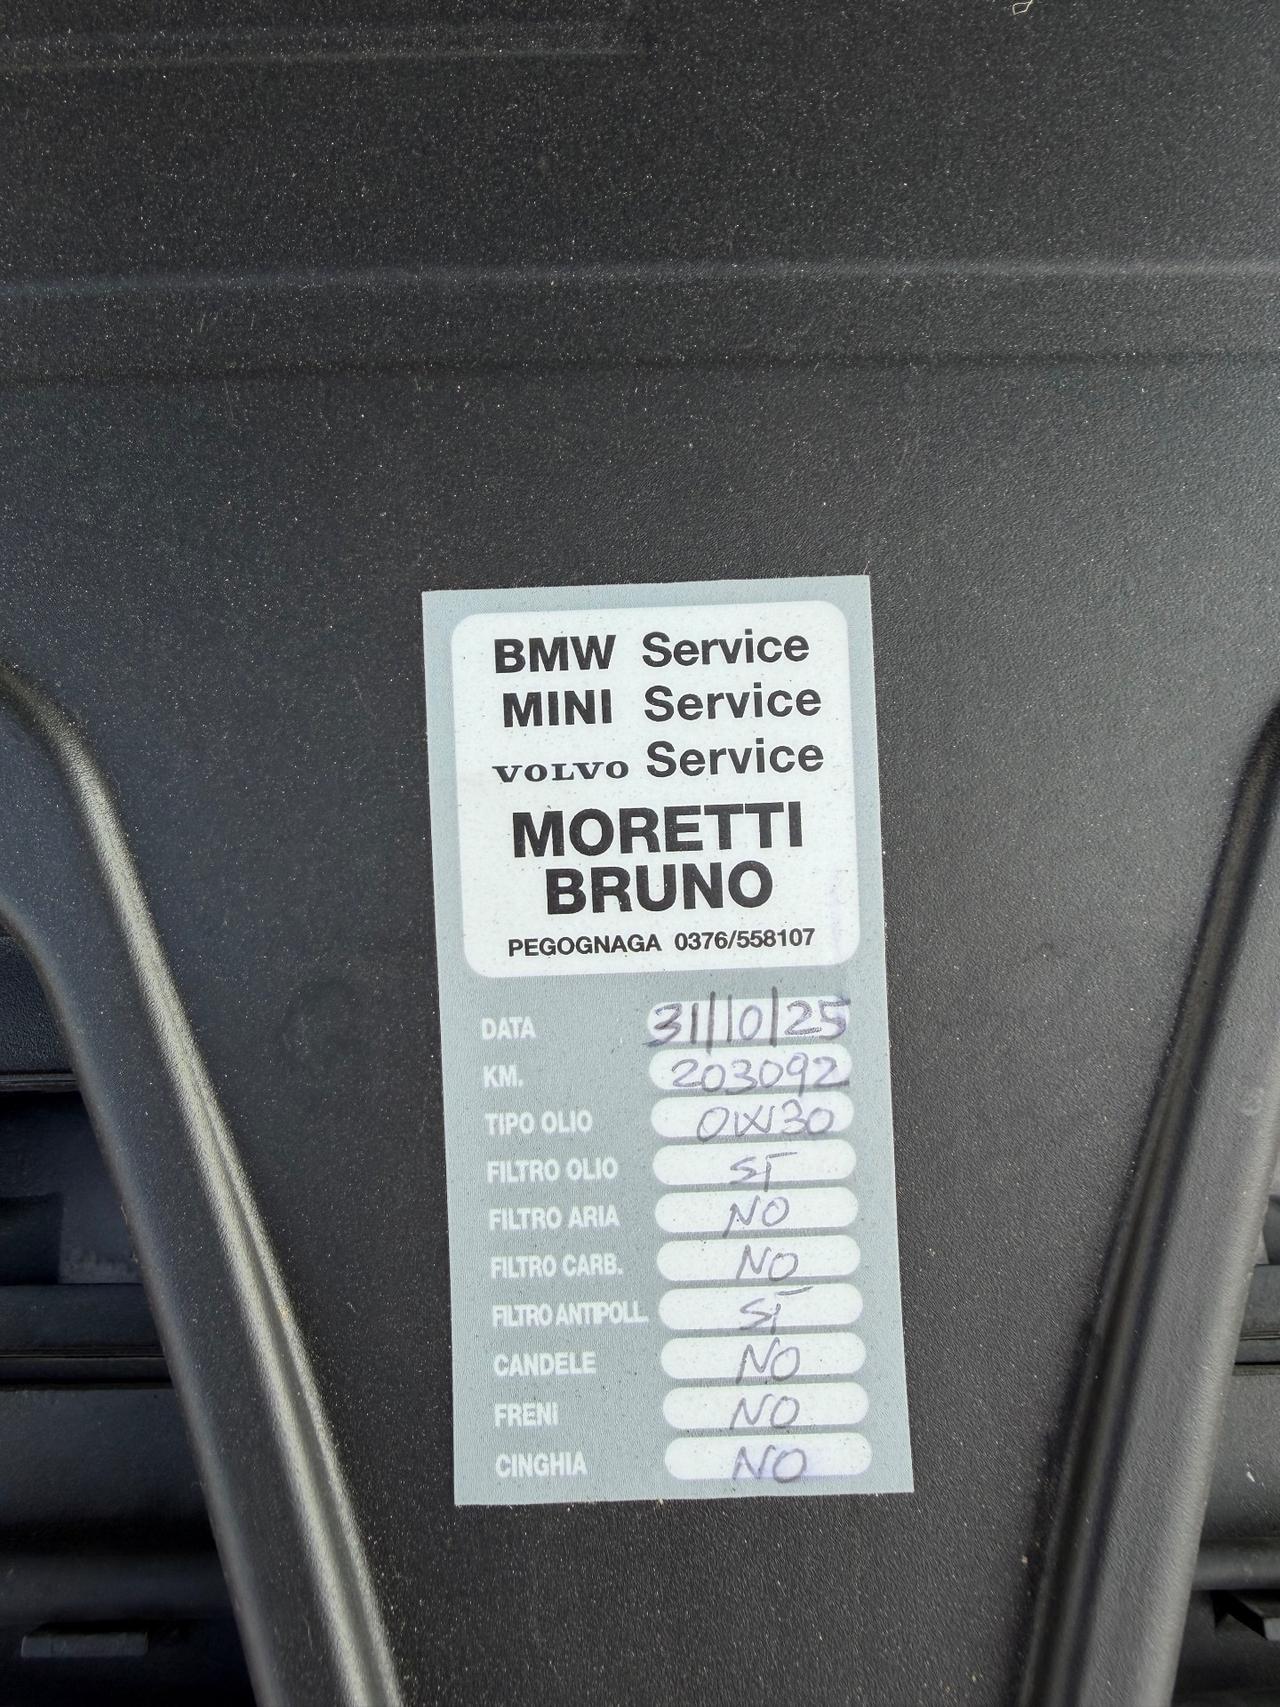 BMW Service
MINI Service
VOLVO Service
MORETTI
BRUNO
PEGOGNAGA 0376/558107
DATA 31/10/25
KM. 203092
TIPO OLIO 0W30
FILTRO OLIO SI
FILTRO ARIA NO
FILTRO CARB. NO
FILTRO ANTIPOLL. SI
CANDELE NO
FRENI NO
CINGHIA NO